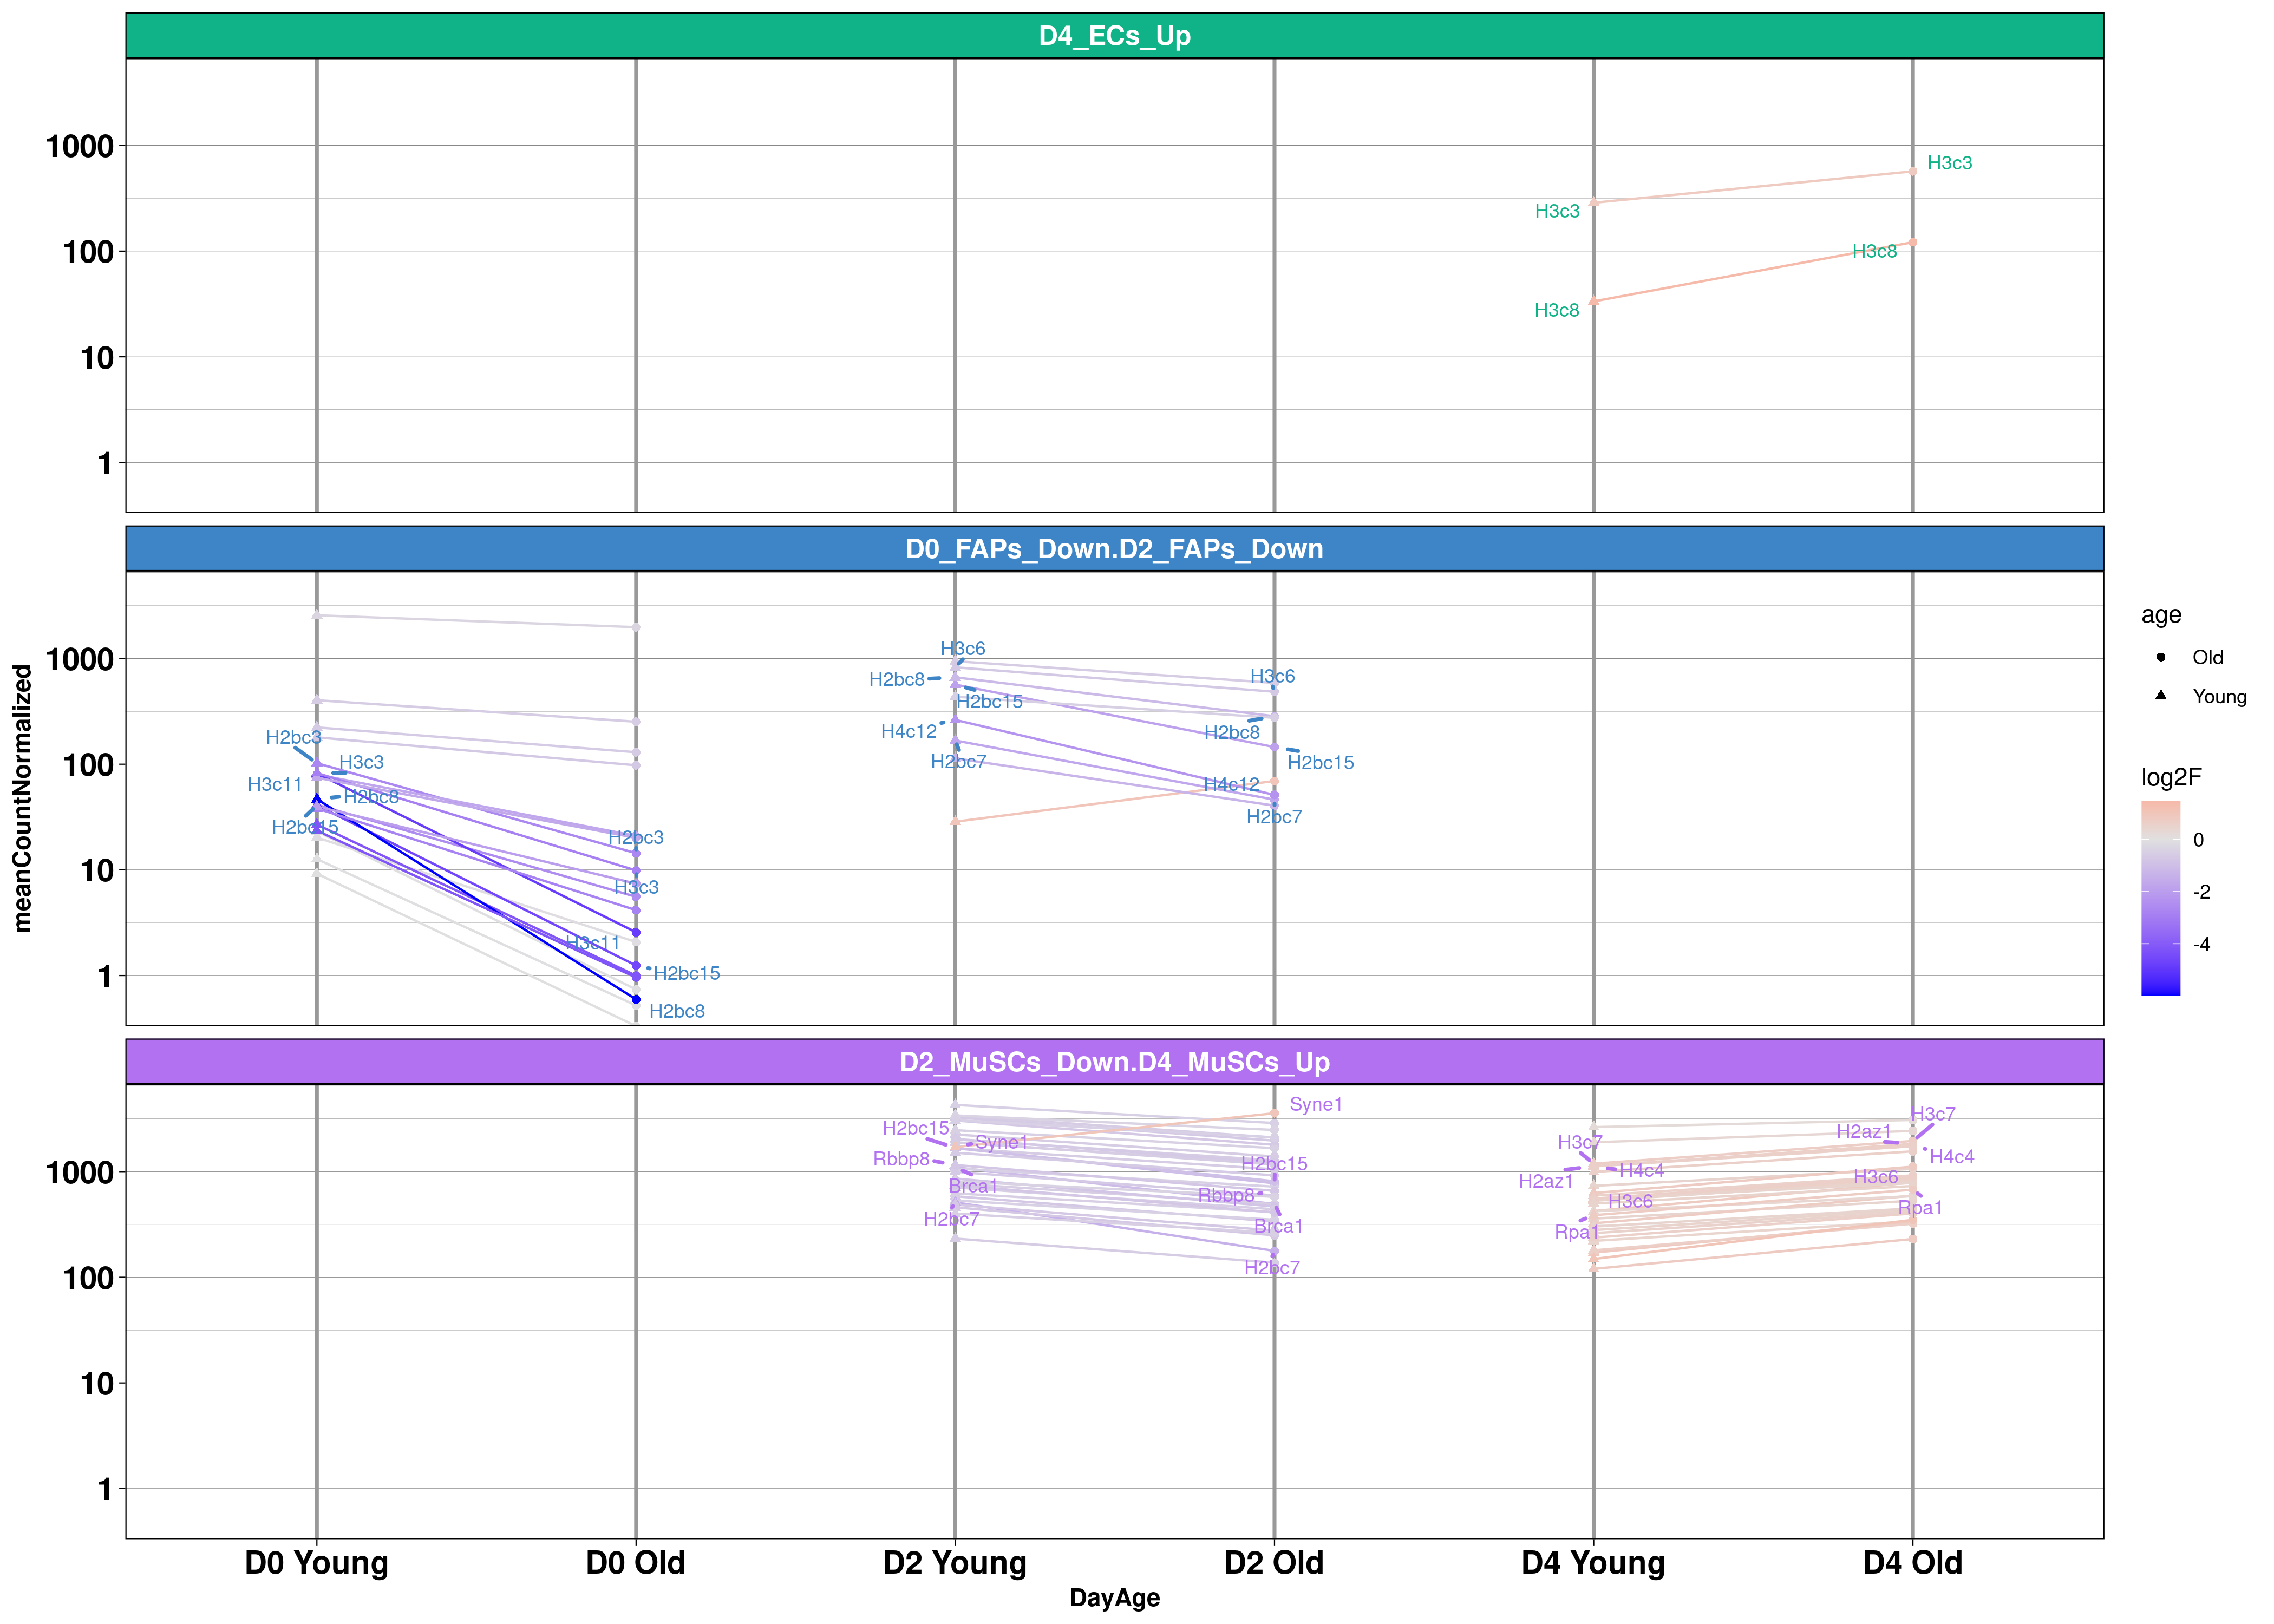 D4_ECs_Up
1000
100
10
1
H3c3
H3c3
H3c8
H3c8
D0_FAPs_Down.D2_FAPs_Down
meanCountNormalized
1000
100
10
1
H2bc3
H3c3
H3c11
H2bc8
H2bc15
H2bc3
H3c3
H3c11
H2bc15
H2bc8
H3c6
H2bc8
H2bc15
H4c12
H2bc7
H3c6
H2bc8
H2bc15
H4c12
H2bc7
age
Old
Young
log2F
0
-2
-4
D2_MuSCs_Down.D4_MuSCs_Up
1000
100
10
1
H2bc15
Syne1
Rbbp8
Brca1
H2bc7
Syne1
H2bc15
Rbbp8
Brca1
H2bc7
H3c7
H4c4
H2az1
H3c6
Rpa1
H3c7
H2az1
H4c4
H3c6
Rpa1
D0 Young
D0 Old
D2 Young
D2 Old
D4 Young
D4 Old
DayAge